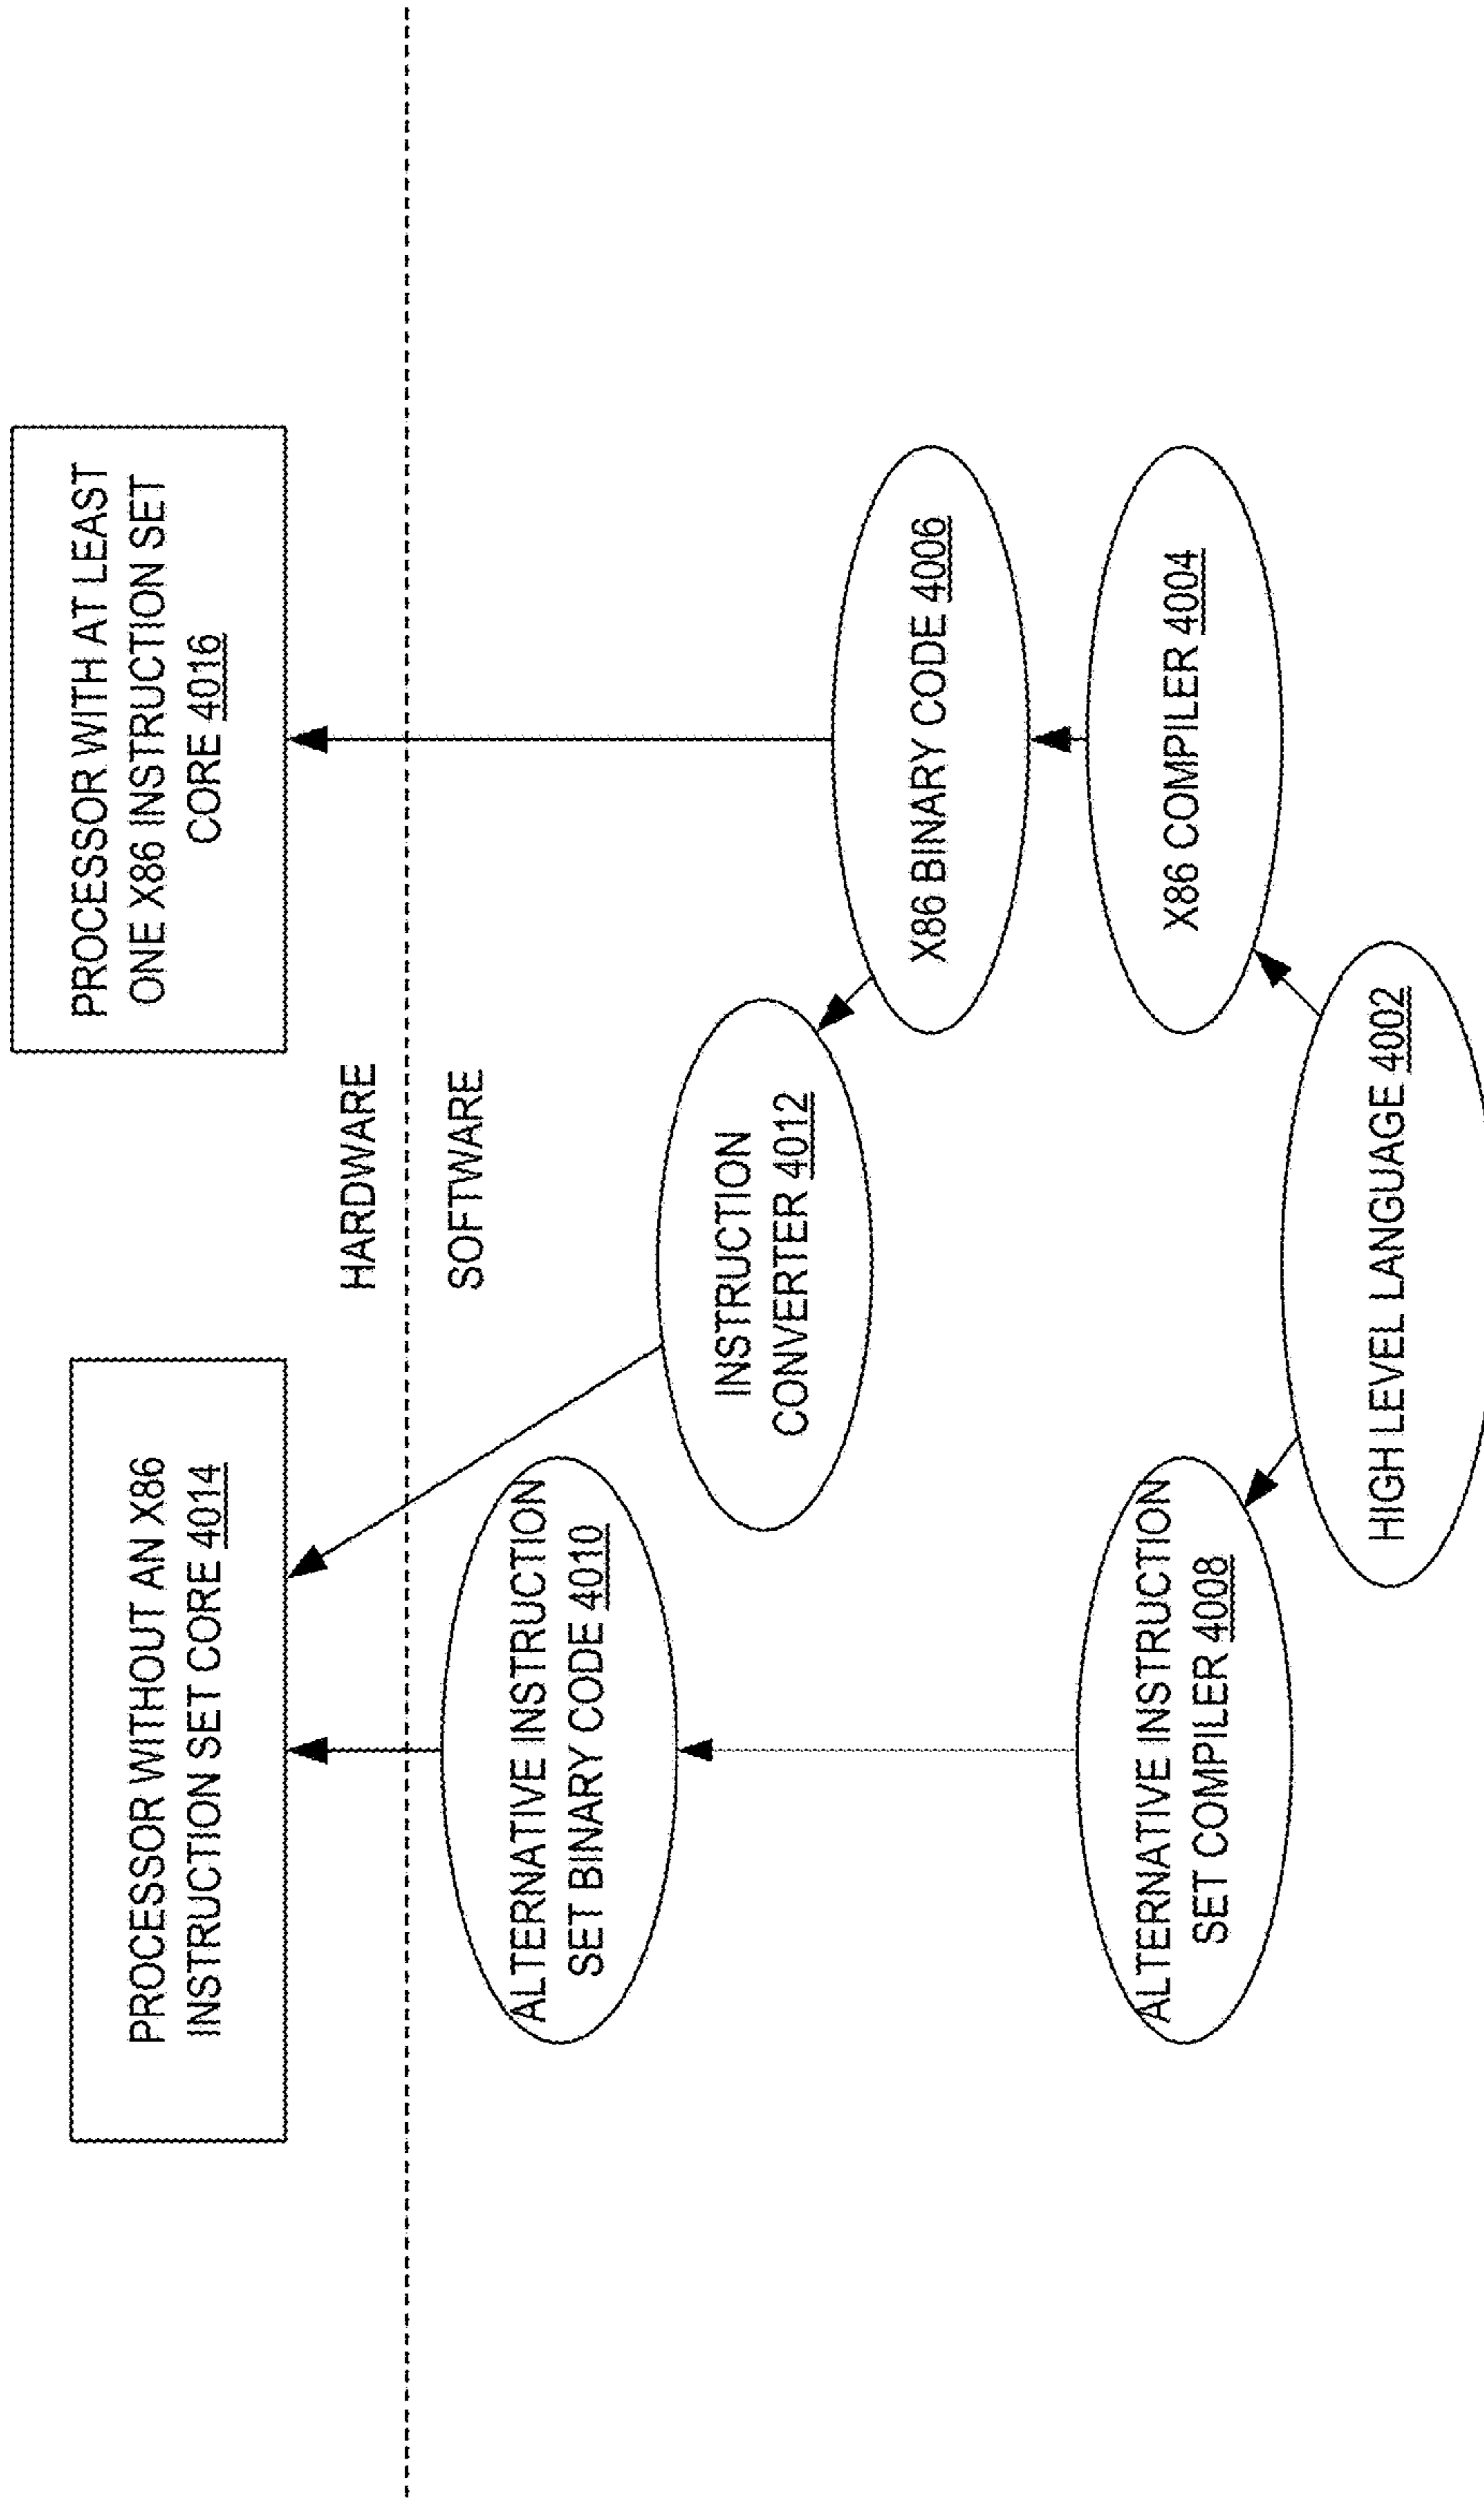 PROCESSOR WITHOUT AN X86
INSTRUCTION SET CORE 4014
PROCESSOR WITH AT LEAST
ONE X86 INSTRUCTION SET
CORE 4016
HARDWARE
SOFTWARE
ALTERNATIVE INSTRUCTION
SET BINARY CODE 4010
INSTRUCTION
CONVERTER 4012
X86 BINARY CODE 4006
ALTERNATIVE INSTRUCTION
SET COMPILER 4008
X86 COMPILER 4004
HIGH LEVEL LANGUAGE 4002